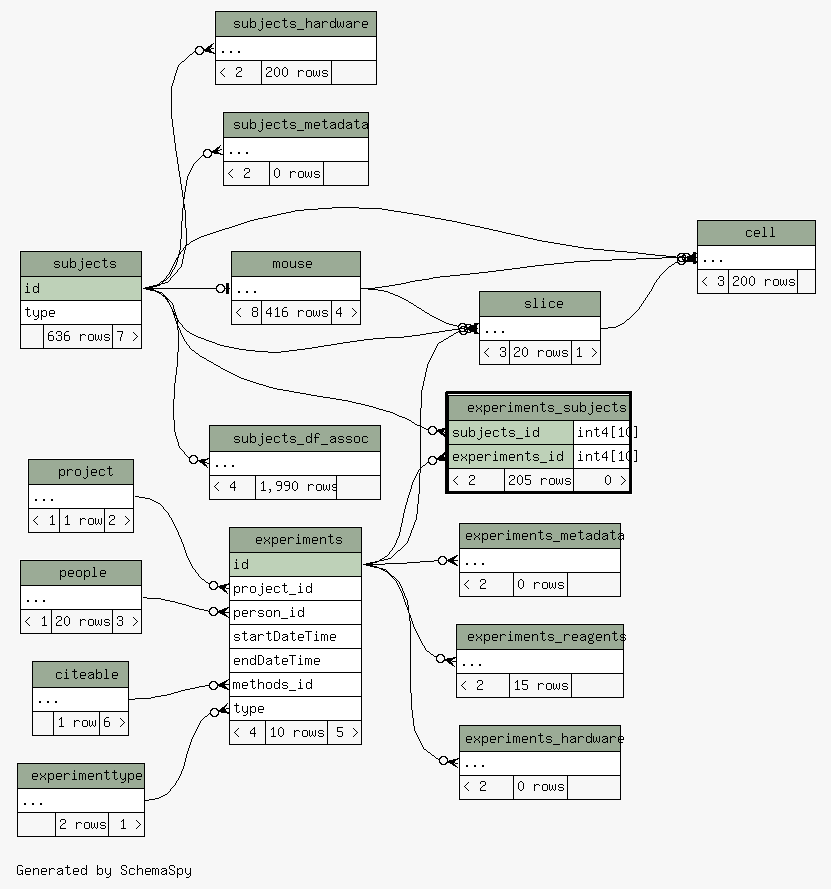 subjects_hardware
...
< 2 200 rows
subjects_metadata
...
< 2 0 rows
cell
...
< 3 200 rows
subjects
id
type
636 rows 7 >
mouse
...
< 8 416 rows 4 >
slice
...
< 3 20 rows 1 >
experiments_subjects
subjects_id int4[10]
experiments_id int4[10]
< 2 205 rows 0 >
subjects_df_assoc
...
< 4 1,990 rows
project
...
< 1 1 row 2 >
people
...
< 1 20 rows 3 >
citeable
...
1 row 6 >
experimenttype
...
2 rows 1 >
experiments
id
project_id
person_id
startDateTime
endDateTime
methods_id
type
< 4 10 rows 5 >
experiments_metadata
...
< 2 0 rows
experiments_reagents
...
< 2 15 rows
experiments_hardware
...
< 2 0 rows
Generated by SchemaSpy